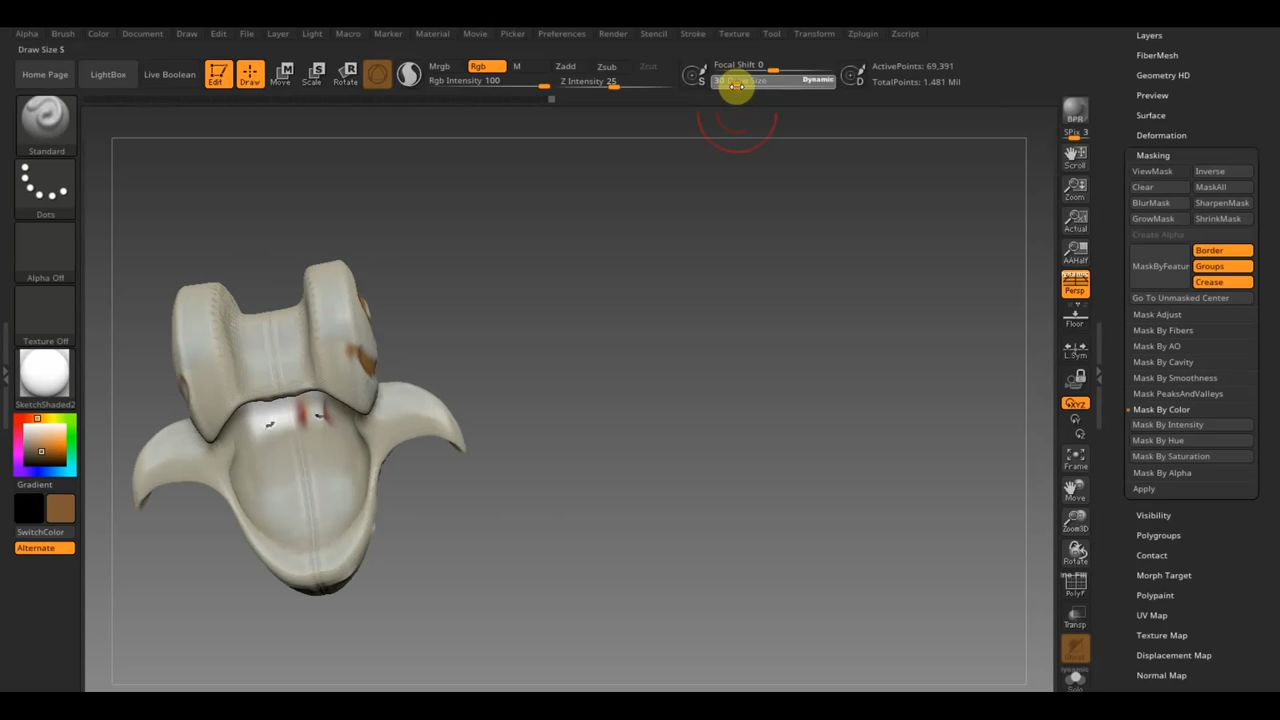 Alpha Brush Color Document Draw Edit File Layer Light Macro Marker Material Movie Picker Preferences Render Stencil Stroke Texture Tool Transform Zplugin Zscript
Draw Size S
Home Page
LightBox
Live Boolean
Edit
Draw
Move
Scale
Rotate
Mrgb Rgb M
Rgb Intensity 100
Zadd Zsub Zcut
Z Intensity 25
S
Focal Shift 0
30 Draw Size Dynamic
D
ActivePoints: 69,391
TotalPoints: 1.481 Mil
Standard
Dots
Alpha Off
Texture Off
SketchShaded2
Gradient
SwitchColor
Alternate
BPR
SPix 3
Scroll
Zoom
Actual
AAHalf
Persp
Floor
L.Sym
XYZ
Y
Z
Frame
Move
Zoom3D
Rotate
PolyF
Transp
Dynamic
Solo
Layers
FiberMesh
Geometry HD
Preview
Surface
Deformation
Masking
ViewMask Inverse
Clear MaskAll
BlurMask SharpenMask
GrowMask ShrinkMask
Create Alpha
MaskByFeatur
Border
Groups
Crease
Go To Unmasked Center
Mask Adjust
Mask By Fibers
Mask By AO
Mask By Cavity
Mask By Smoothness
Mask PeaksAndValleys
Mask By Color
Mask By Intensity
Mask By Hue
Mask By Saturation
Mask By Alpha
Apply
Visibility
Polygroups
Contact
Morph Target
Polypaint
UV Map
Texture Map
Displacement Map
Normal Map